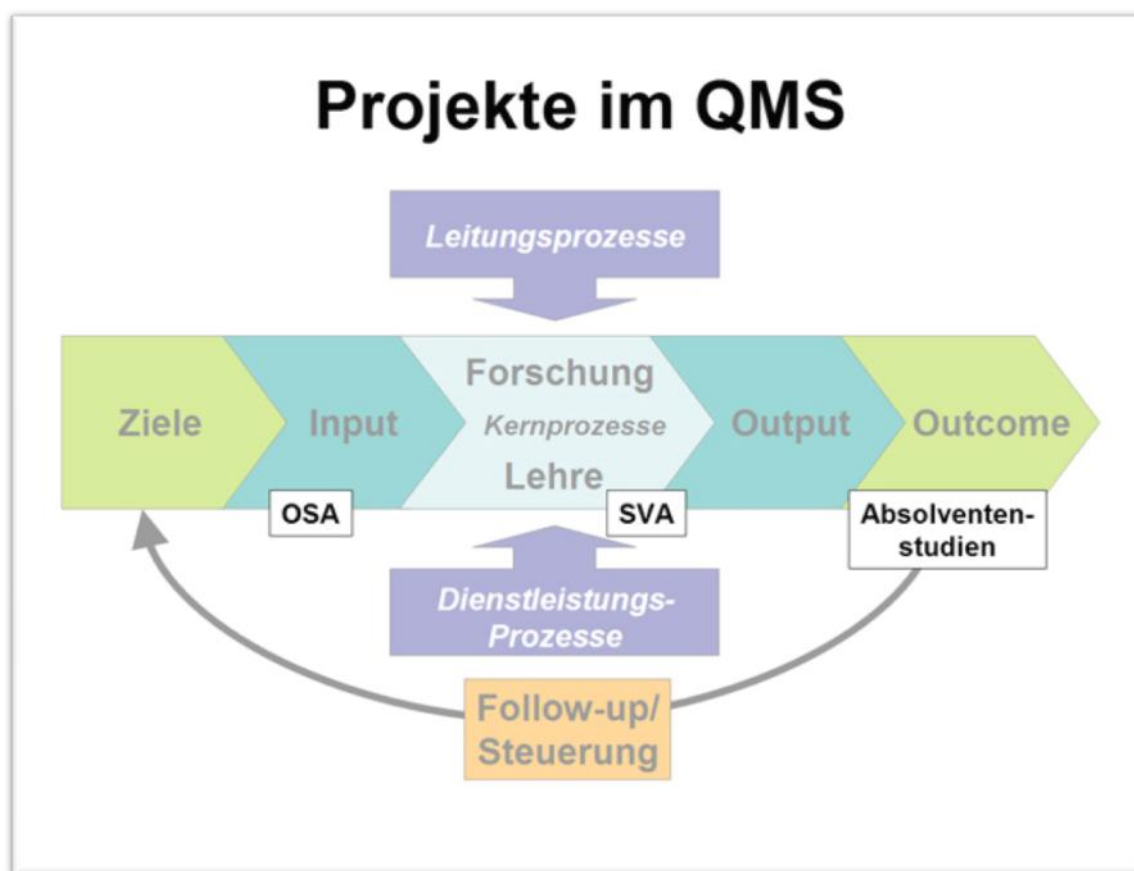 Projekte im QMS
Leitungsprozesse
Ziele
Input
Forschung
Kernprozesse
Lehre
Output
Outcome
OSA
SVA
Absolventen-
studien
Dienstleistungs-
Prozesse
Follow-up/
Steuerung